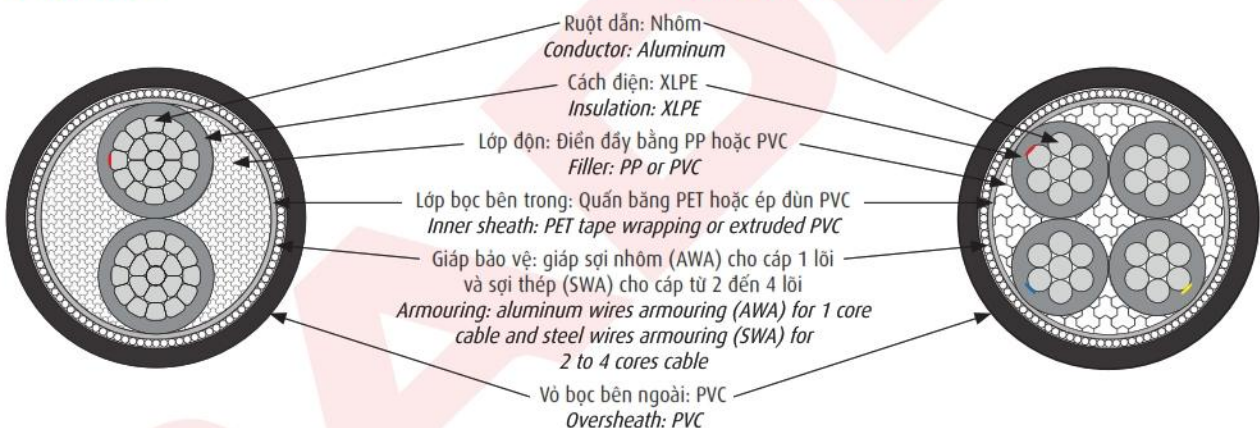 Ruột dẫn: Nhôm
Conductor: Aluminum
Cách điện: XLPE
Insulation: XLPE
Lớp độn: Điền đầy bằng PP hoặc PVC
Filler: PP or PVC
Lớp bọc bên trong: Quấn băng PET hoặc ép đùn PVC
Inner sheath: PET tape wrapping or extruded PVC
Giáp bảo vệ: giáp sợi nhôm (AWA) cho cáp 1 lõi
và sợi thép (SWA) cho cáp từ 2 đến 4 lõi
Armouring: aluminum wires armouring (AWA) for 1 core
cable and steel wires armouring (SWA) for
2 to 4 cores cable
Vỏ bọc bên ngoài: PVC
Oversheath: PVC